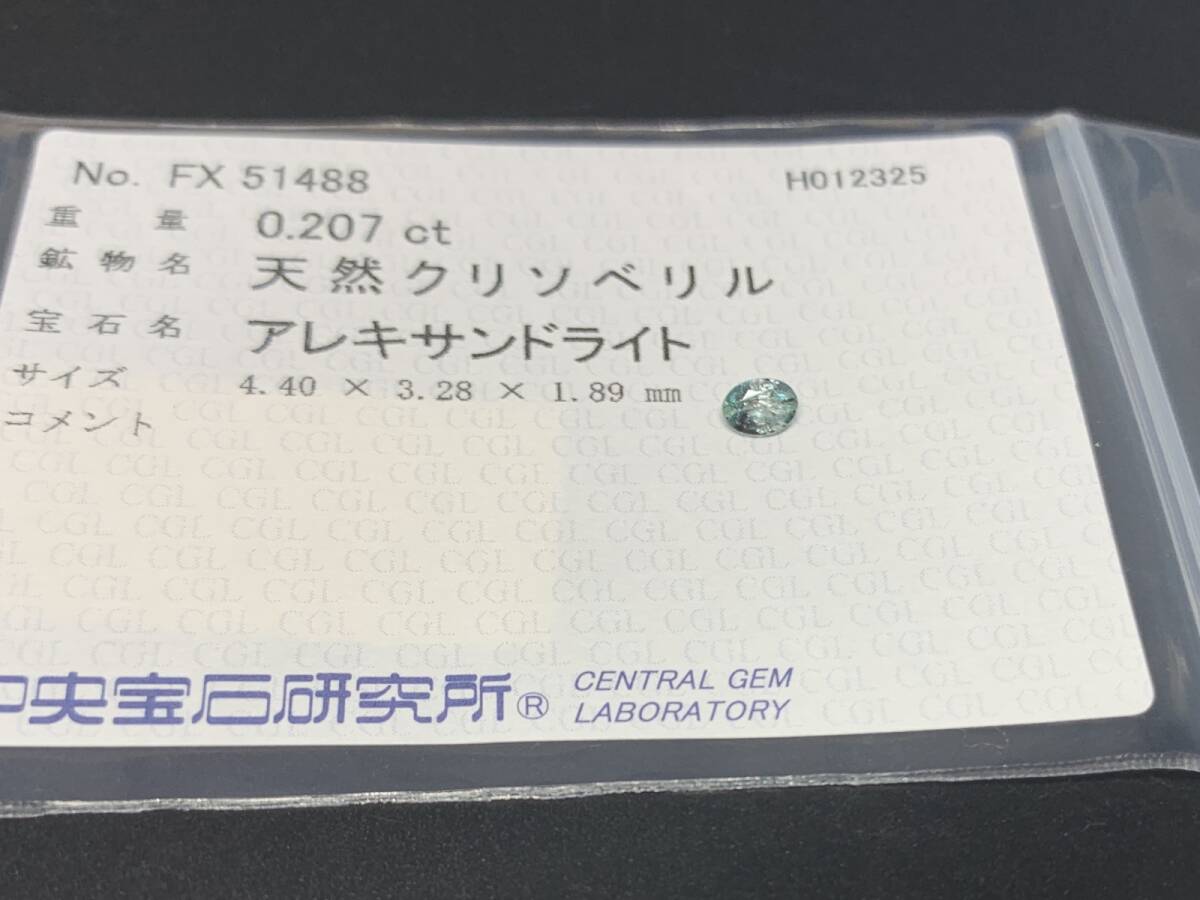 No. FX 51488 H012325
重量 0.207 ct
鉱物名 天然クリソベリル
宝石名 アレキサンドライト
サイズ 4.40 × 3.28 × 1.89 mm
コメント
中央宝石研究所® CENTRAL GEM
LABORATORY